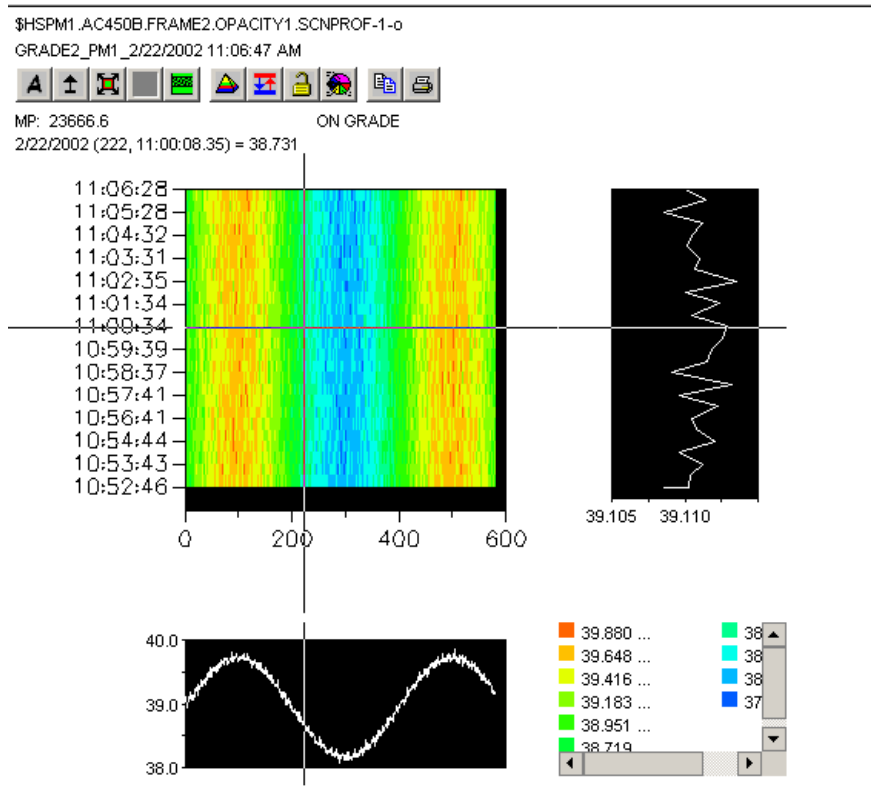 $HSPM1.AC450B.FRAME2.OPACITY1.SCNPROF-1-o
GRADE2_PM1_2/22/2002 11:06:47 AM
A
MP: 23666.6 ON GRADE
2/22/2002 (222, 11:00:08.35) = 38.731
11:06:28
11:05:28
11:04:32
11:03:31
11:02:35
11:01:34
11:00:34
10:59:39
10:58:37
10:57:41
10:56:41
10:54:44
10:53:43
10:52:46
0 200 400 600
39.105 39.110
40.0
39.0
38.0
39.880 ... 38
39.648 ... 38
39.416 ... 38
39.183 ... 37
38.951 ...
38.719